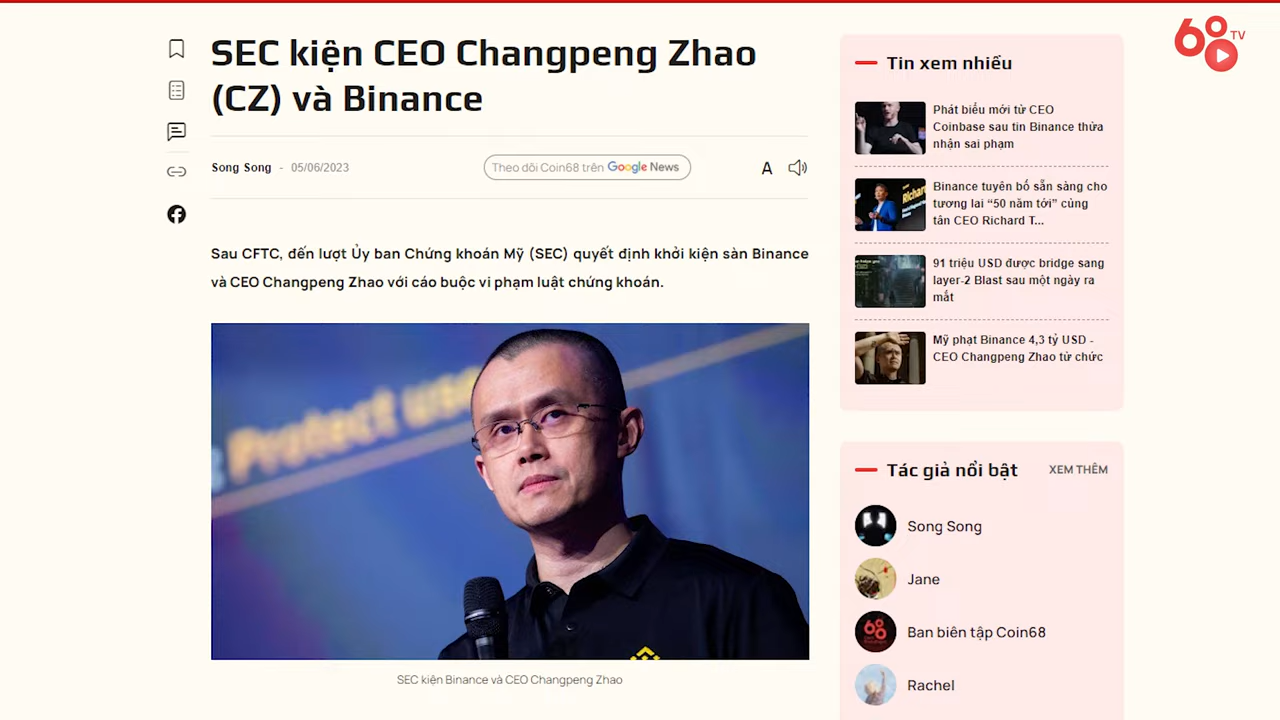 SEC kiện CEO Changpeng Zhao
(CZ) và Binance
Song Song - 05/06/2023
Theo dõi Coin68 trên Google News
A
Sau CFTC, đến lượt Ủy ban Chứng khoán Mỹ (SEC) quyết định khởi kiện sàn Binance
và CEO Changpeng Zhao với cáo buộc vi phạm luật chứng khoán.
Protect use
SEC kiện Binance và CEO Changpeng Zhao
68 TV
Tin xem nhiều
Phát biểu mới từ CEO
Coinbase sau tin Binance thừa
nhận sai phạm
Richard
Binance tuyên bố sẵn sàng cho
tương lai “50 năm tới” cùng
tân CEO Richard T...
91 triệu USD được bridge sang
layer-2 Blast sau một ngày ra
mắt
Mỹ phạt Binance 4,3 tỷ USD -
CEO Changpeng Zhao từ chức
Tác giả nổi bật
XEM THÊM
Song Song
Jane
68
Ban biên tập Coin68
Rachel